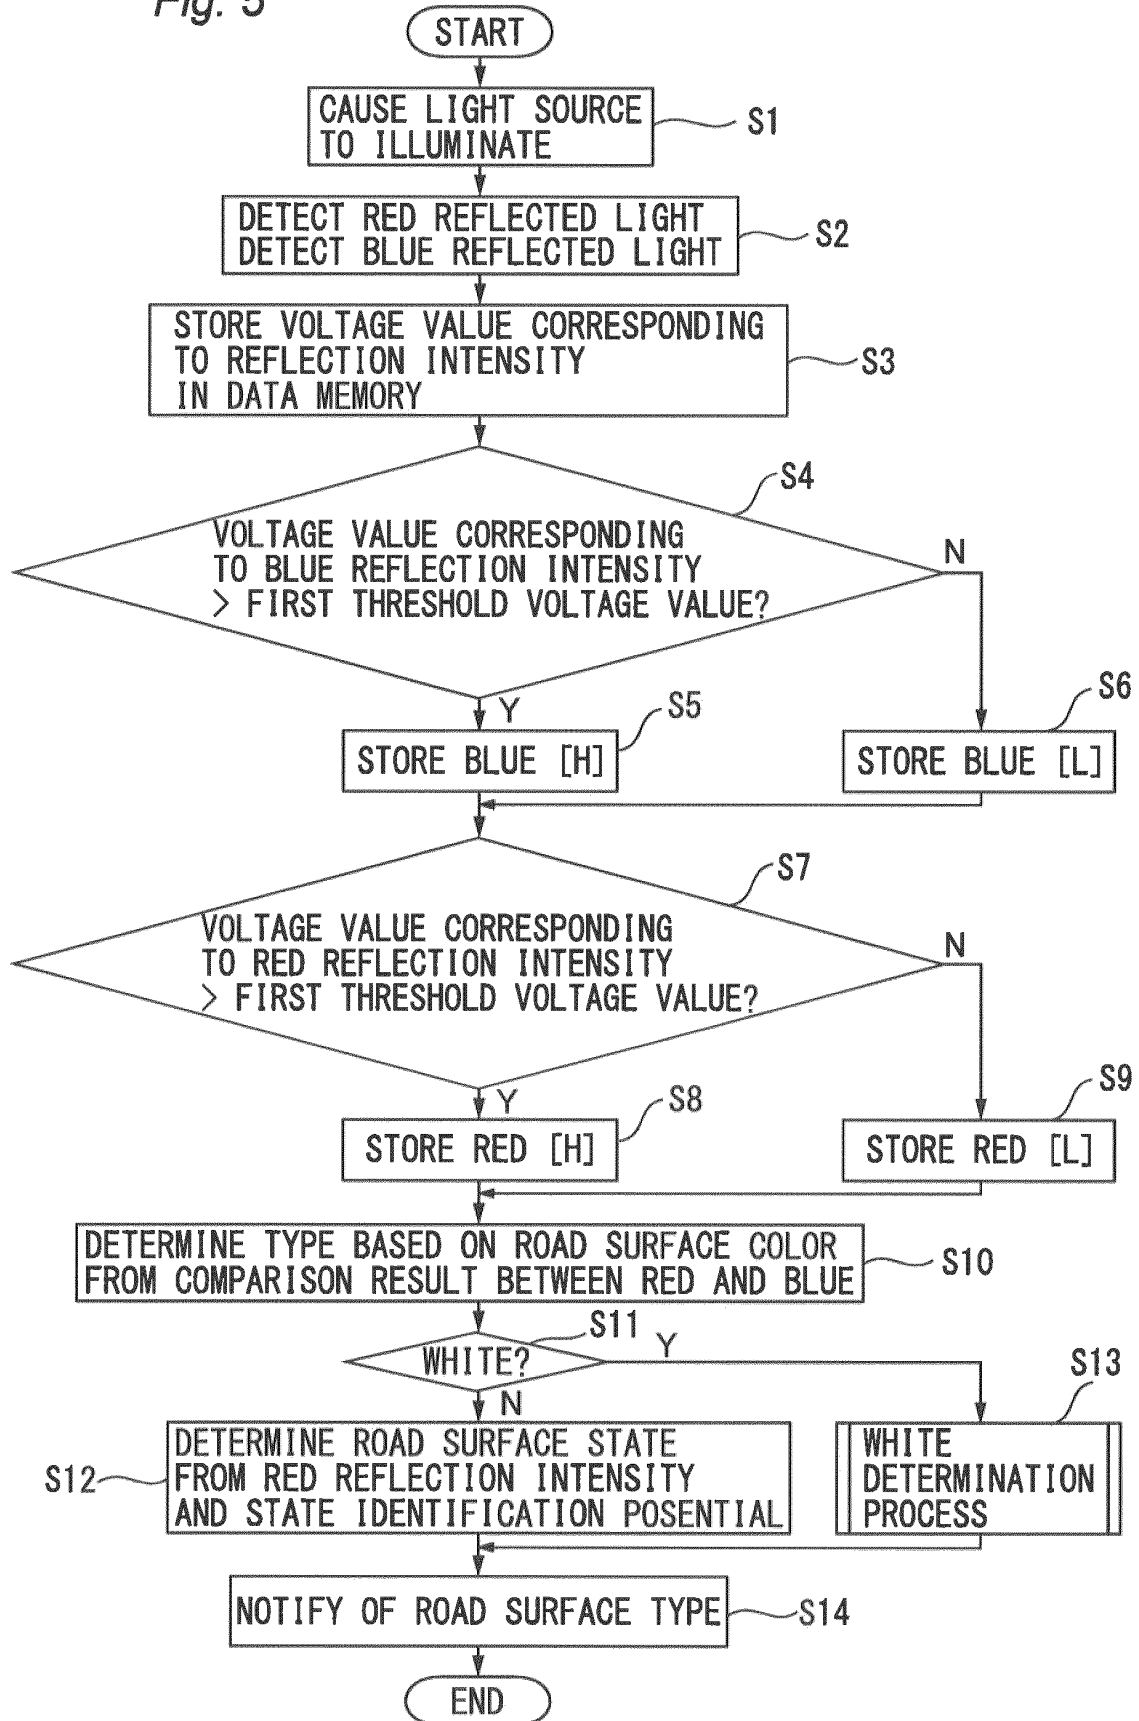 Fig. 5
START
CAUSE LIGHT SOURCE
TO ILLUMINATE
S1
DETECT RED REFLECTED LIGHT
DETECT BLUE REFLECTED LIGHT
S2
STORE VOLTAGE VALUE CORRESPONDING
TO REFLECTION INTENSITY
IN DATA MEMORY
S3
S4
VOLTAGE VALUE CORRESPONDING
TO BLUE REFLECTION INTENSITY
> FIRST THRESHOLD VOLTAGE VALUE?
N
Y
S5
S6
STORE BLUE [H]
STORE BLUE [L]
S7
VOLTAGE VALUE CORRESPONDING
TO RED REFLECTION INTENSITY
> FIRST THRESHOLD VOLTAGE VALUE?
N
Y
S8
S9
STORE RED [H]
STORE RED [L]
DETERMINE TYPE BASED ON ROAD SURFACE COLOR
FROM COMPARISON RESULT BETWEEN RED AND BLUE
S10
S11
WHITE?
Y
N
S13
S12
DETERMINE ROAD SURFACE STATE
FROM RED REFLECTION INTENSITY
AND STATE IDENTIFICATION POSENTIAL
WHITE
DETERMINATION
PROCESS
NOTIFY OF ROAD SURFACE TYPE
S14
END